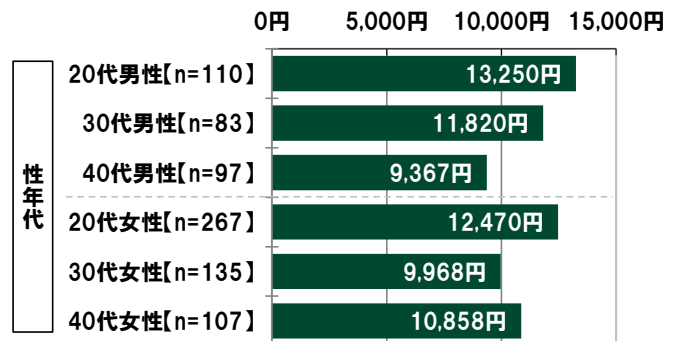 0円 5,000円 10,000円 15,000円
性年代
20代男性【n=110】 13,250円
30代男性【n=83】 11,820円
40代男性【n=97】 9,367円
20代女性【n=267】 12,470円
30代女性【n=135】 9,968円
40代女性【n=107】 10,858円